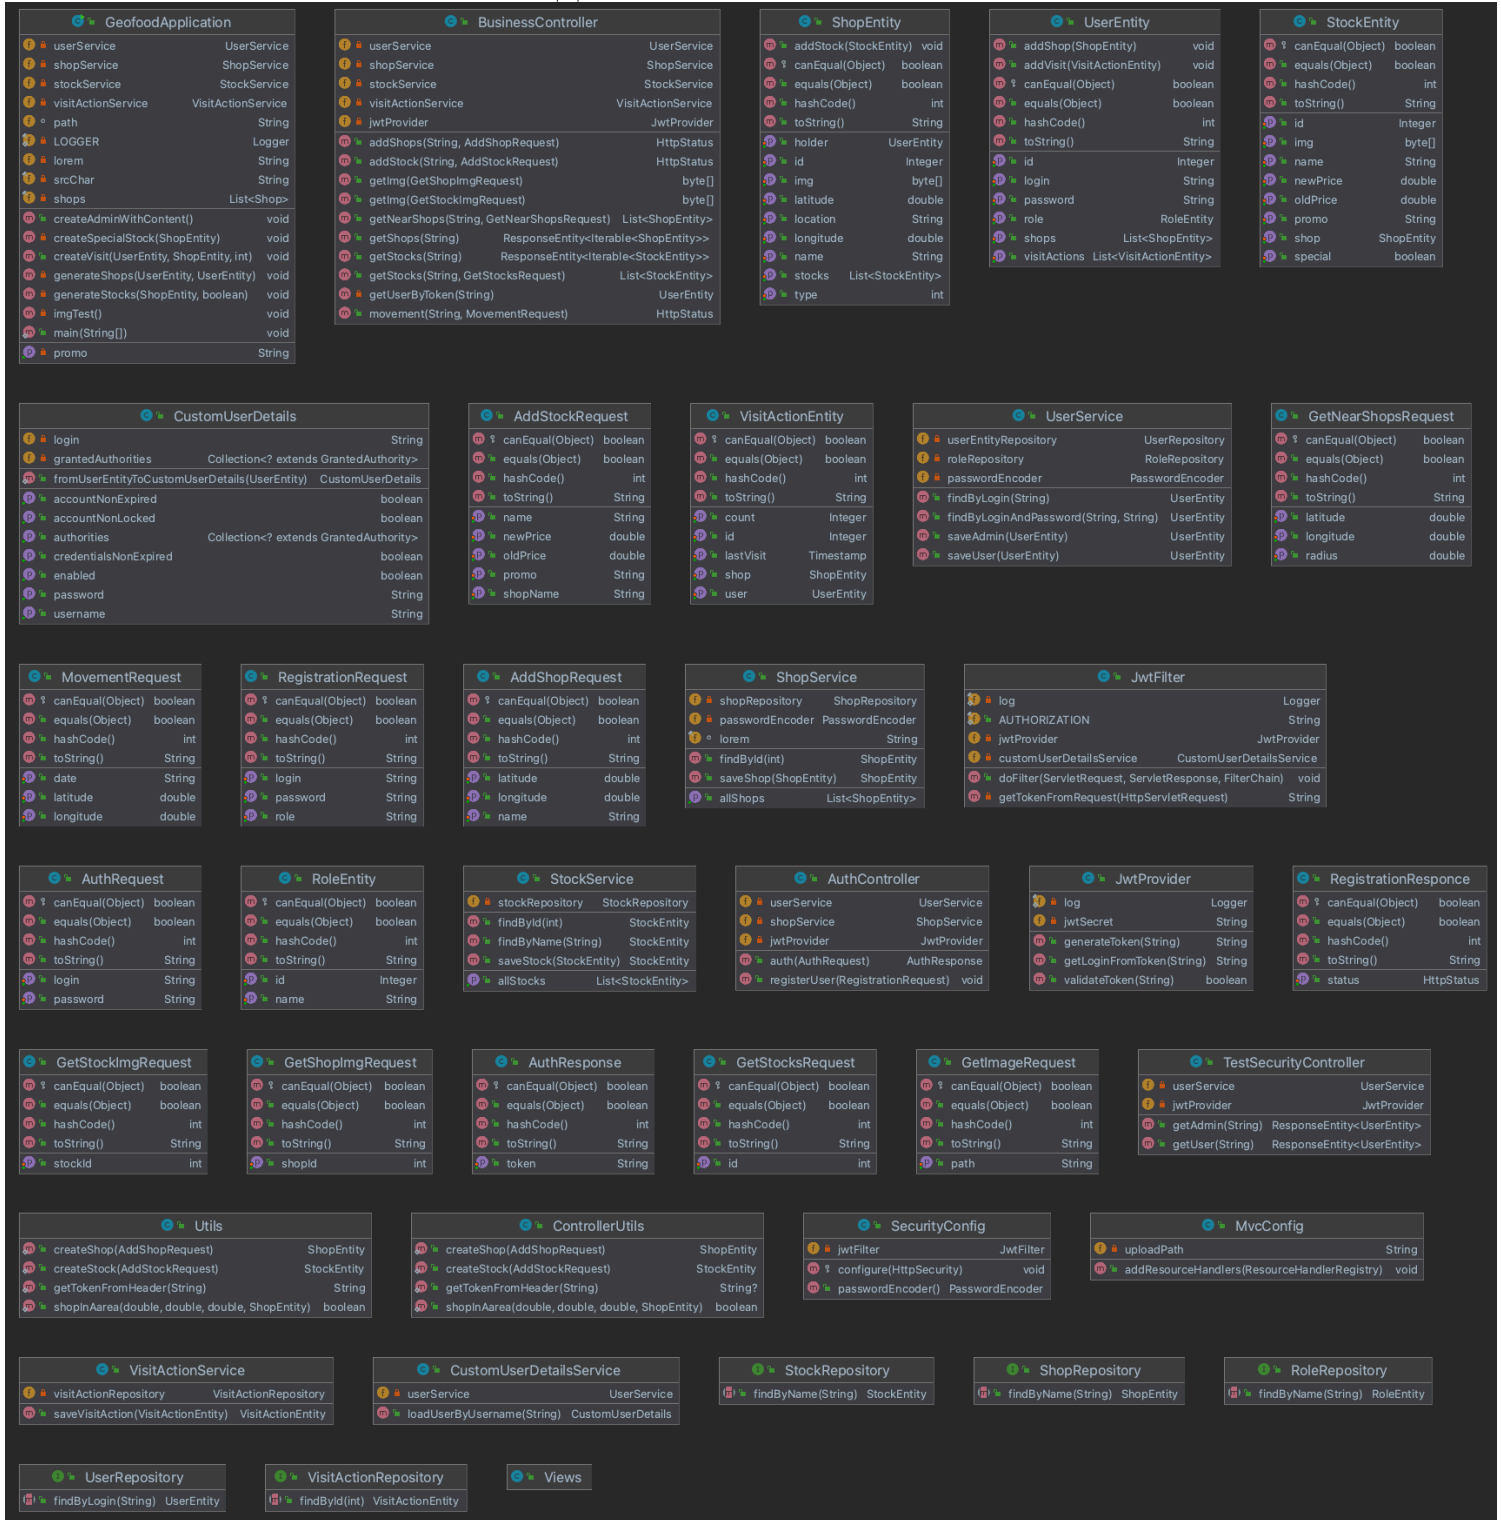 GeofoodApplication
userService UserService
shopService ShopService
stockService StockService
visitActionService VisitActionService
path String
LOGGER Logger
lorem String
srcChar String
shops List<Shop>
createAdminWithContent() void
createSpecialStock(ShopEntity) void
createVisit(UserEntity, ShopEntity, int) void
generateShops(UserEntity, UserEntity) void
generateStocks(ShopEntity, boolean) void
imgTest() void
main(String[]) void
promo String
BusinessController
userService UserService
shopService ShopService
stockService StockService
visitActionService VisitActionService
jwtProvider JwtProvider
addShops(String, AddShopRequest) HttpStatus
addStock(String, AddStockRequest) HttpStatus
getImg(GetShopImgRequest) byte[]
getImg(GetStockImgRequest) byte[]
getNearShops(String, GetNearShopsRequest) List<ShopEntity>
getShops(String) ResponseEntity<Iterable<ShopEntity>>
getStocks(String) ResponseEntity<Iterable<StockEntity>>
getStocks(String, GetStocksRequest) List<StockEntity>
getUserByToken(String) UserEntity
movement(String, MovementRequest) HttpStatus
ShopEntity
addStock(StockEntity) void
canEqual(Object) boolean
equals(Object) boolean
hashCode() int
toString() String
holder UserEntity
id Integer
img byte[]
latitude double
location String
longitude double
name String
stocks List<StockEntity>
type int
UserEntity
addShop(ShopEntity) void
addVisit(VisitActionEntity) void
canEqual(Object) boolean
equals(Object) boolean
hashCode() int
toString() String
id Integer
login String
password String
role RoleEntity
shops List<ShopEntity>
visitActions List<VisitActionEntity>
StockEntity
canEqual(Object) boolean
equals(Object) boolean
hashCode() int
toString() String
id Integer
img byte[]
name String
newPrice double
oldPrice double
promo String
shop ShopEntity
special boolean
CustomUserDetails
login String
grantedAuthorities Collection<? extends GrantedAuthority>
fromUserEntityToCustomUserDetails(UserEntity) CustomUserDetails
accountNonExpired boolean
accountNonLocked boolean
authorities Collection<? extends GrantedAuthority>
credentialsNonExpired boolean
enabled boolean
password String
username String
AddStockRequest
canEqual(Object) boolean
equals(Object) boolean
hashCode() int
toString() String
name String
newPrice double
oldPrice double
promo String
shopName String
VisitActionEntity
canEqual(Object) boolean
equals(Object) boolean
hashCode() int
toString() String
count Integer
id Integer
lastVisit Timestamp
shop ShopEntity
user UserEntity
UserService
userEntityRepository UserRepository
roleRepository RoleRepository
passwordEncoder PasswordEncoder
findByLogin(String) UserEntity
findByLoginAndPassword(String, String) UserEntity
saveAdmin(UserEntity) UserEntity
saveUser(UserEntity) UserEntity
GetNearShopsRequest
canEqual(Object) boolean
equals(Object) boolean
hashCode() int
toString() String
latitude double
longitude double
radius double
MovementRequest
canEqual(Object) boolean
equals(Object) boolean
hashCode() int
toString() String
date String
latitude double
longitude double
RegistrationRequest
canEqual(Object) boolean
equals(Object) boolean
hashCode() int
toString() String
login String
password String
role String
AddShopRequest
canEqual(Object) boolean
equals(Object) boolean
hashCode() int
toString() String
latitude double
longitude double
name String
ShopService
shopRepository ShopRepository
passwordEncoder PasswordEncoder
lorem String
findById(int) ShopEntity
saveShop(ShopEntity) ShopEntity
allShops List<ShopEntity>
JwtFilter
log Logger
AUTHORIZATION String
jwtProvider JwtProvider
customUserDetailsService CustomUserDetailsService
doFilter(ServletRequest, ServletResponse, FilterChain) void
getTokenFromRequest(HttpServletRequest) String
AuthRequest
canEqual(Object) boolean
equals(Object) boolean
hashCode() int
toString() String
login String
password String
RoleEntity
canEqual(Object) boolean
equals(Object) boolean
hashCode() int
toString() String
id Integer
name String
StockService
stockRepository StockRepository
findById(int) StockEntity
findByName(String) StockEntity
saveStock(StockEntity) StockEntity
allStocks List<StockEntity>
AuthController
userService UserService
shopService ShopService
jwtProvider JwtProvider
auth(AuthRequest) AuthResponse
registerUser(RegistrationRequest) void
JwtProvider
log Logger
jwtSecret String
generateToken(String) String
getLoginFromToken(String) String
validateToken(String) boolean
RegistrationResponce
canEqual(Object) boolean
equals(Object) boolean
hashCode() int
toString() String
status HttpStatus
GetStockImgRequest
canEqual(Object) boolean
equals(Object) boolean
hashCode() int
toString() String
stockId int
GetShopImgRequest
canEqual(Object) boolean
equals(Object) boolean
hashCode() int
toString() String
shopId int
AuthResponse
canEqual(Object) boolean
equals(Object) boolean
hashCode() int
toString() String
token String
GetStocksRequest
canEqual(Object) boolean
equals(Object) boolean
hashCode() int
toString() String
id int
GetImageRequest
canEqual(Object) boolean
equals(Object) boolean
hashCode() int
toString() String
path String
TestSecurityController
userService UserService
jwtProvider JwtProvider
getAdmin(String) ResponseEntity<UserEntity>
getUser(String) ResponseEntity<UserEntity>
Utils
createShop(AddShopRequest) ShopEntity
createStock(AddStockRequest) StockEntity
getTokenFromHeader(String) String
shopInAarea(double, double, double, ShopEntity) boolean
ControllerUtils
createShop(AddShopRequest) ShopEntity
createStock(AddStockRequest) StockEntity
getTokenFromHeader(String) String?
shopInAarea(double, double, double, ShopEntity) boolean
SecurityConfig
jwtFilter JwtFilter
configure(HttpSecurity) void
passwordEncoder() PasswordEncoder
MvcConfig
uploadPath String
addResourceHandlers(ResourceHandlerRegistry) void
VisitActionService
visitActionRepository VisitActionRepository
saveVisitAction(VisitActionEntity) VisitActionEntity
CustomUserDetailsService
userService UserService
loadUserByUsername(String) CustomUserDetails
StockRepository
findByName(String) StockEntity
ShopRepository
findByName(String) ShopEntity
RoleRepository
findByName(String) RoleEntity
UserRepository
findByLogin(String) UserEntity
VisitActionRepository
findById(int) VisitActionEntity
Views